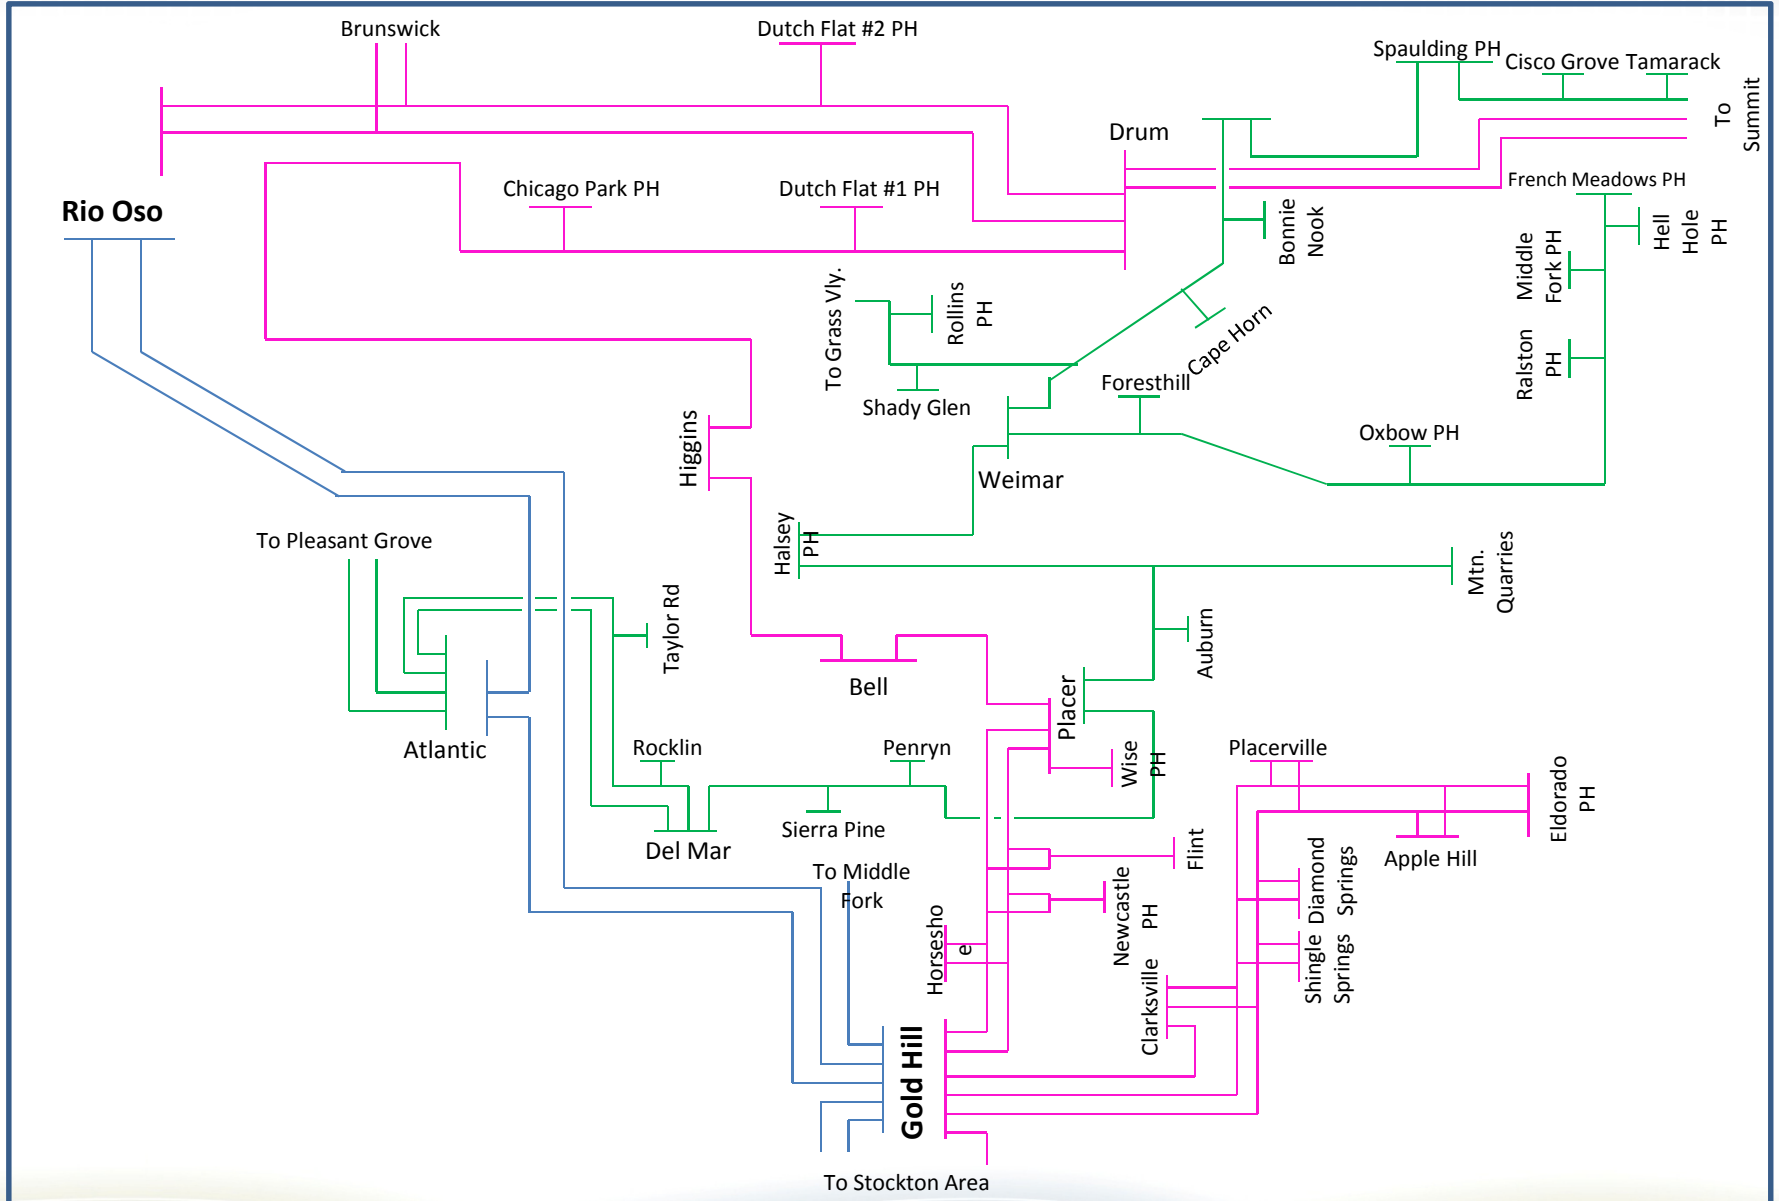 Brunswick
Dutch Flat #2 PH
Spaulding PH
Cisco Grove Tamarack
To
Summit
Drum
Chicago Park PH
Dutch Flat #1 PH
French Meadows PH
Rio Oso
Bonnie
Nook
Hell
Hole
PH
Middle
Fork PH
To Grass Vly.
Rollins
PH
Cape Horn
Ralston
PH
Shady Glen
Foresthill
Higgins
Oxbow PH
Weimar
Halsey
PH
To Pleasant Grove
Mtn.
Quarries
Taylor Rd
Auburn
Bell
Placer
Atlantic
Rocklin
Penryn
Wise
PH
Placerville
Eldorado
PH
Sierra Pine
Del Mar
Flint
Apple Hill
To Middle
Fork
Newcastle
PH
Diamond
Springs
Horsesho
e
Shingle
Springs
Clarksville
Gold Hill
To Stockton Area